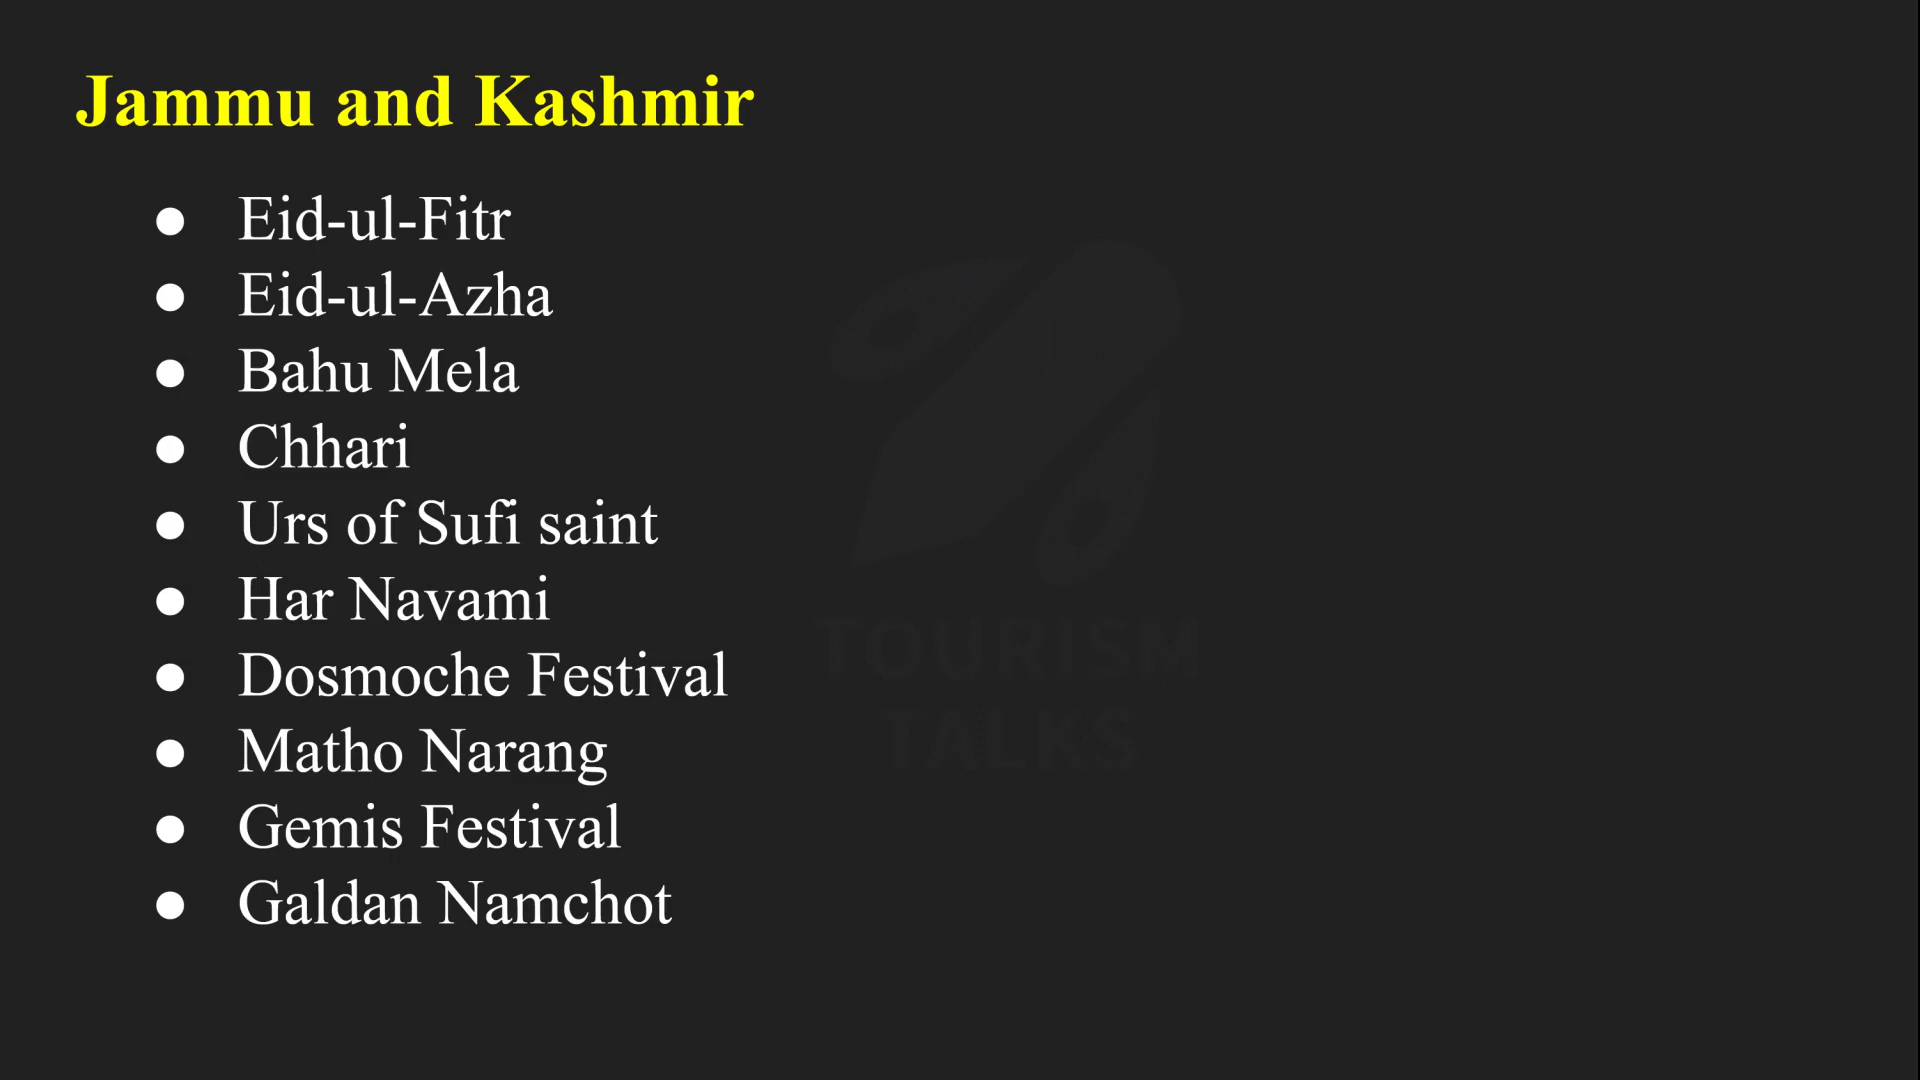 Jammu and Kashmir
● Eid-ul-Fitr
● Eid-ul-Azha
● Bahu Mela
● Chhari
● Urs of Sufi saint
● Har Navami
● Dosmoche Festival
● Matho Narang
● Gemis Festival
● Galdan Namchot
TOURISM
TALKS